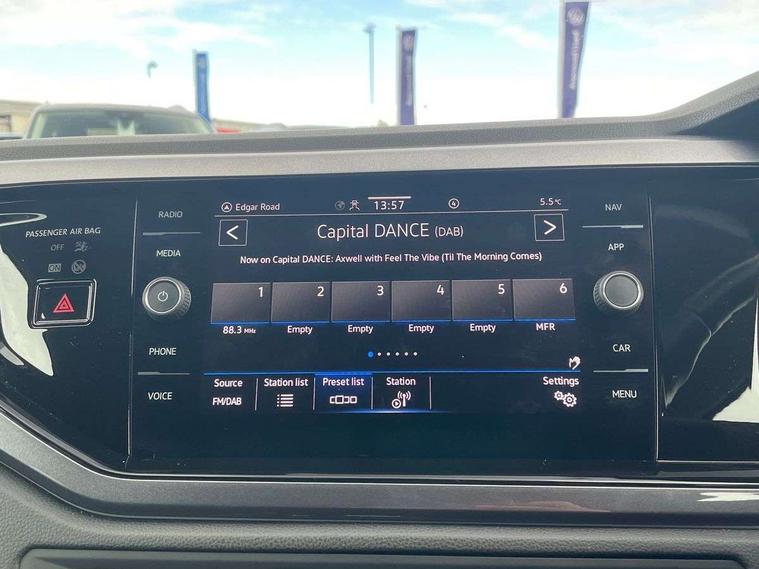 RADIO
MEDIA
PHONE
VOICE
PASSENGER AIR BAG
OFF
ON
Edgar Road
13:57
4
5.5°C
< Capital DANCE (DAB) >
Now on Capital DANCE: Axwell with Feel The Vibe (Til The Morning Comes)
1 2 3 4 5 6
88.3 MHz Empty Empty Empty Empty MFR
Source Station list Preset list Station Settings
FM/DAB
NAV
APP
CAR
MENU